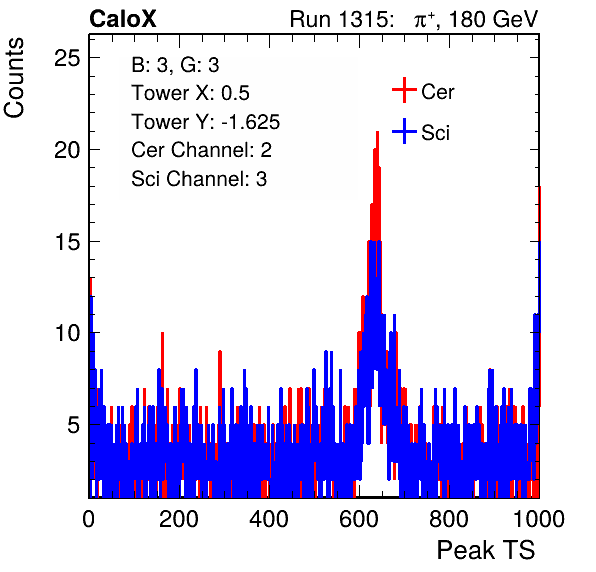 CaloX Run 1315: π⁺, 180 GeV
Counts
B: 3, G: 3
Tower X: 0.5
Tower Y: -1.625
Cer Channel: 2
Sci Channel: 3
Cer
Sci
25
20
15
10
5
0 200 400 600 800 1000
Peak TS